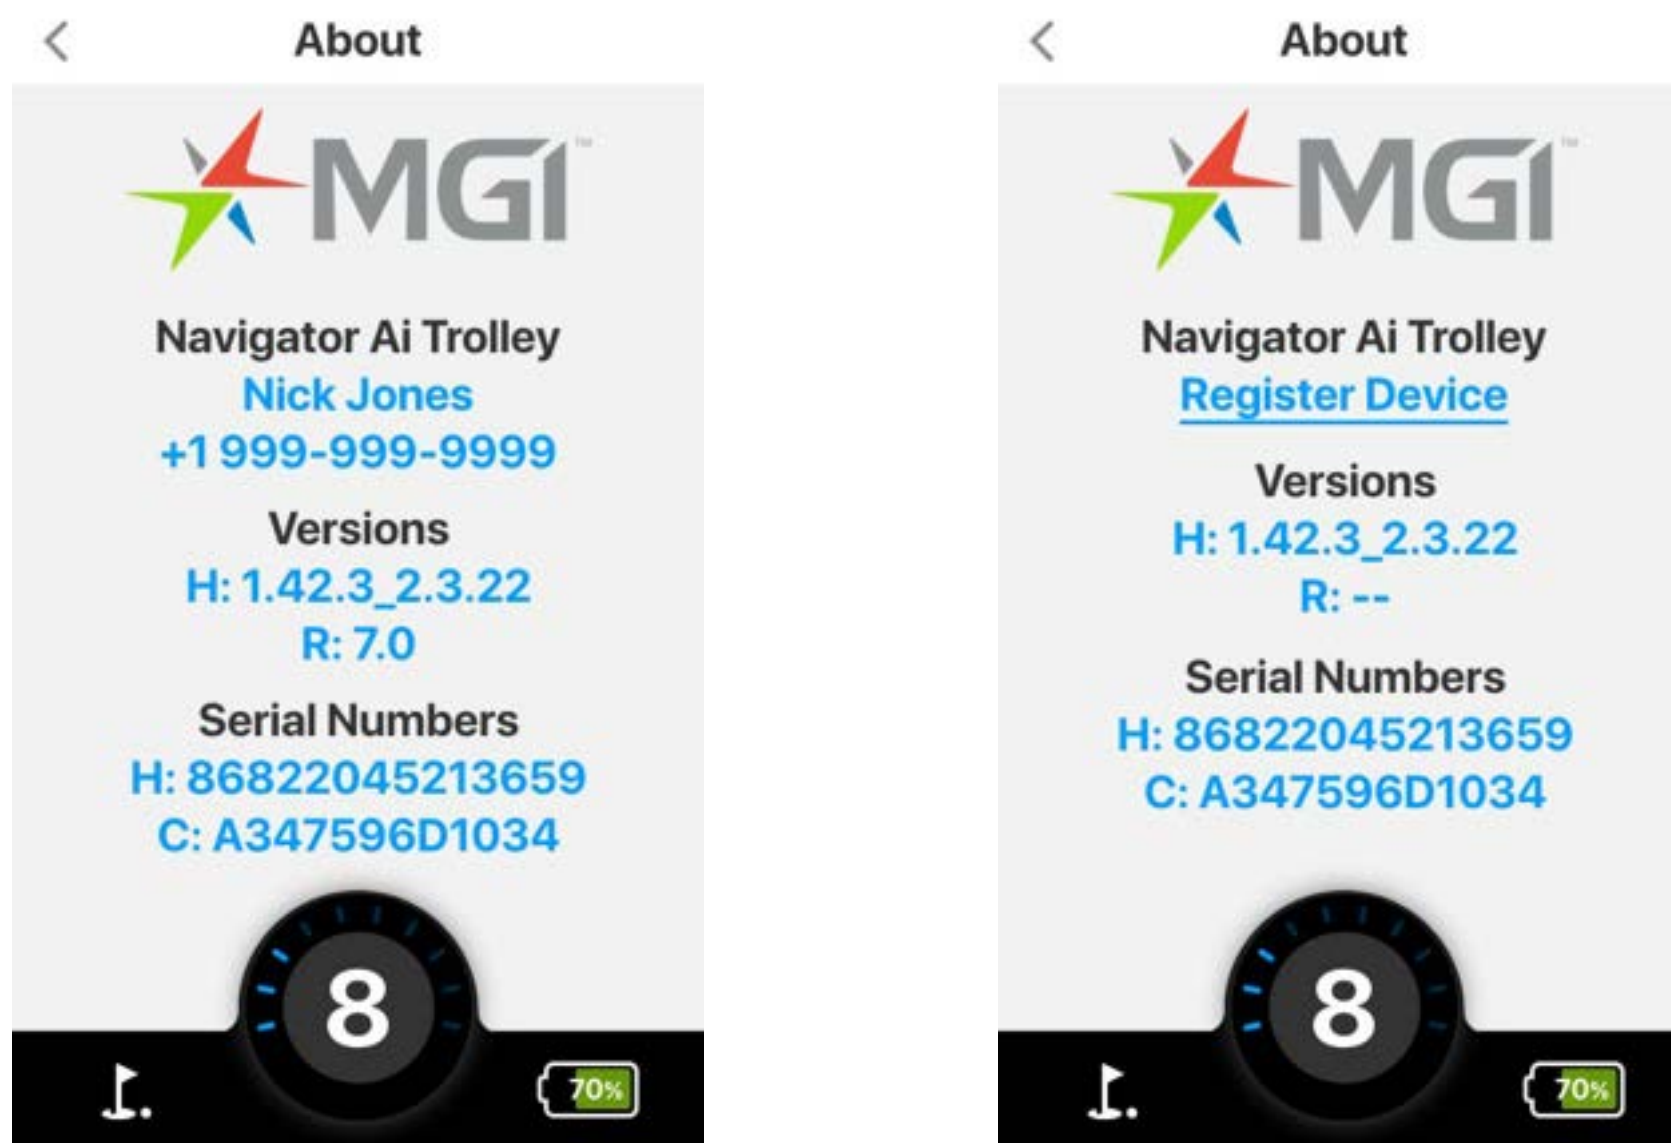 About
MGI™
Navigator Ai Trolley
Nick Jones
+1 999-999-9999
Versions
H: 1.42.3_2.3.22
R: 7.0
Serial Numbers
H: 86822045213659
C: A347596D1034
8
70%
About
MGI™
Navigator Ai Trolley
Register Device
Versions
H: 1.42.3_2.3.22
R: --
Serial Numbers
H: 86822045213659
C: A347596D1034
8
70%